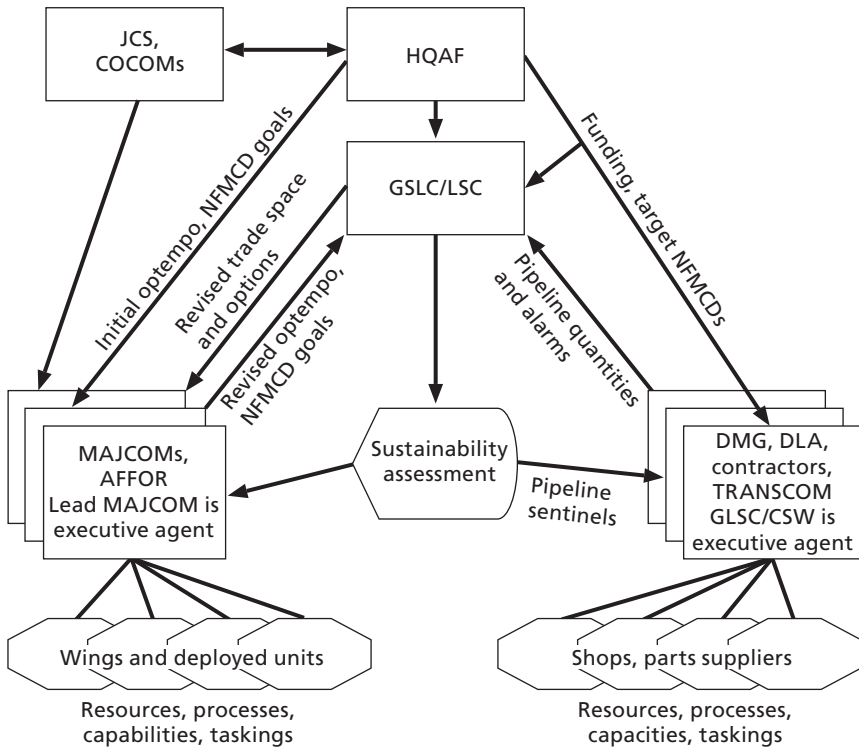 JCS,
COCOMs
HQAF
GSLC/LSC
Initial optempo, NFMCD goals
Revised trade space
and options
Revised optempo,
NFMCD goals
Pipeline quantities
and alarms
Funding, target NFMCDs
MAJCOMs,
AFFOR
Lead MAJCOM is
executive agent
Sustainability
assessment
Pipeline
sentinels
DMG, DLA,
contractors,
TRANSCOM
GLSC/CSW is
executive agent
Wings and deployed units
Resources, processes,
capabilities, taskings
Shops, parts suppliers
Resources, processes,
capacities, taskings